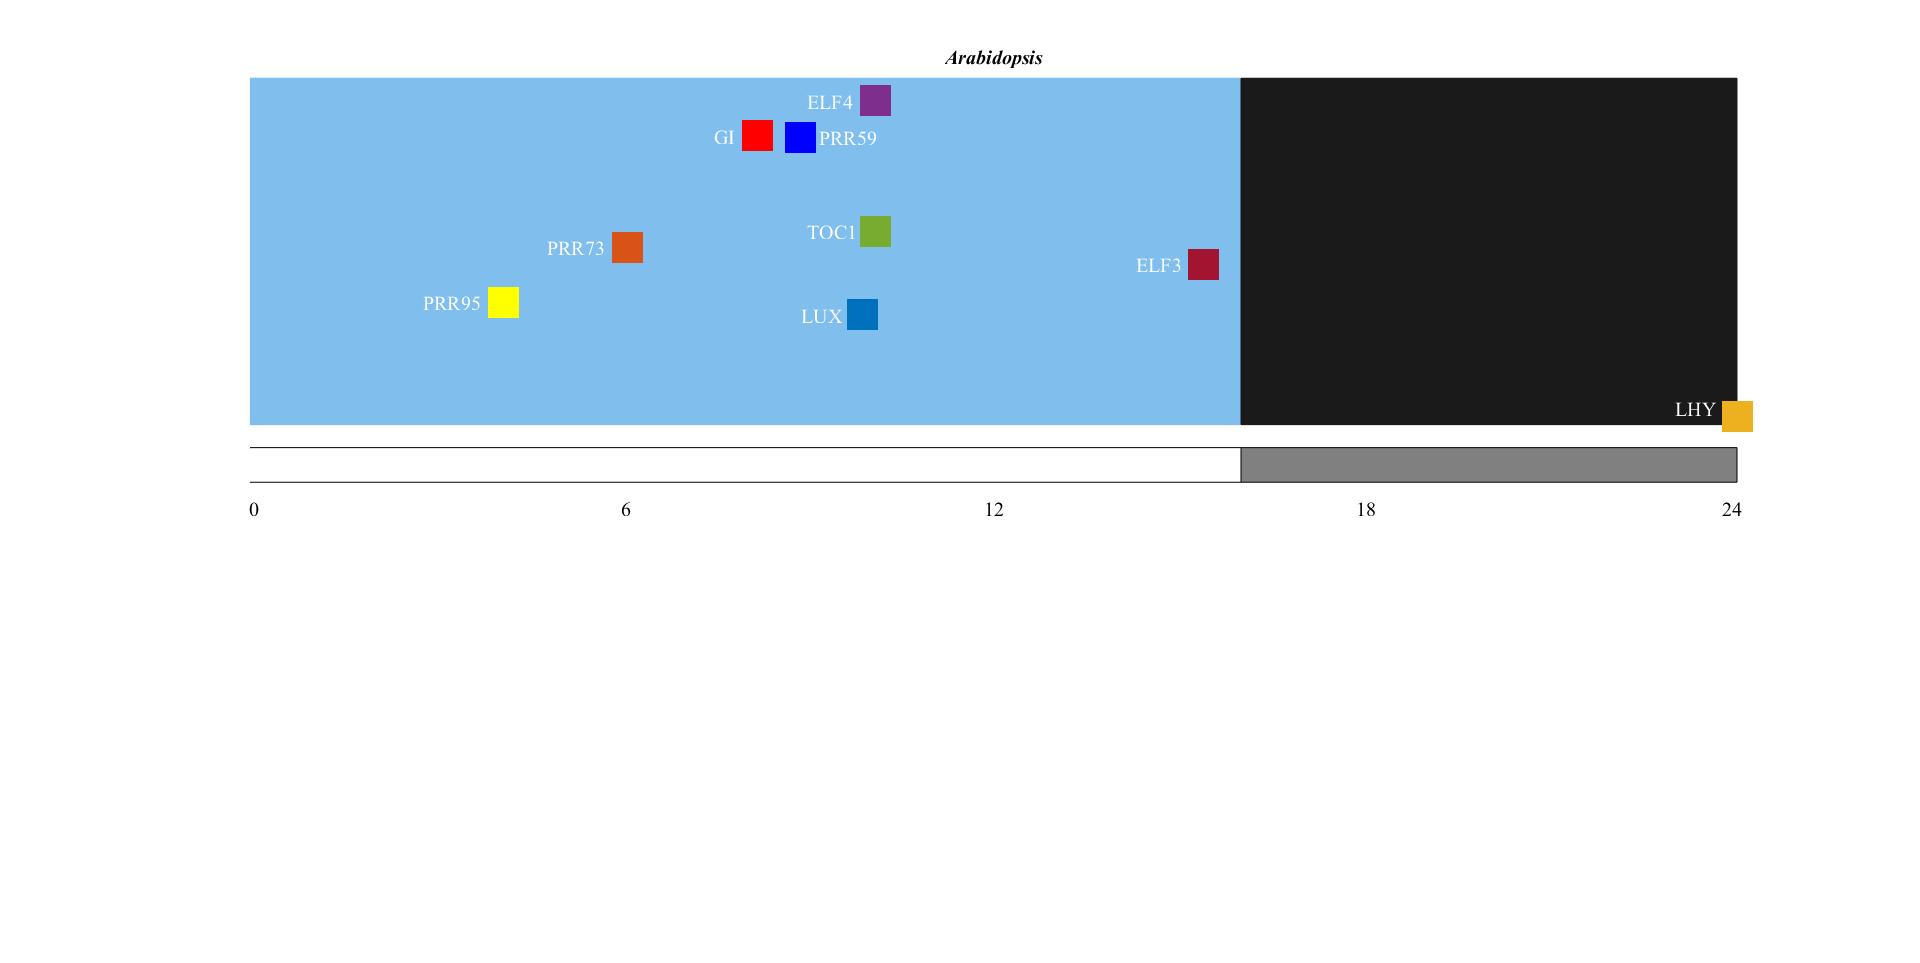 Arabidopsis
ELF4
GI
PRR59
TOC1
PRR73
ELF3
PRR95
LUX
LHY
0 6 12 18 24